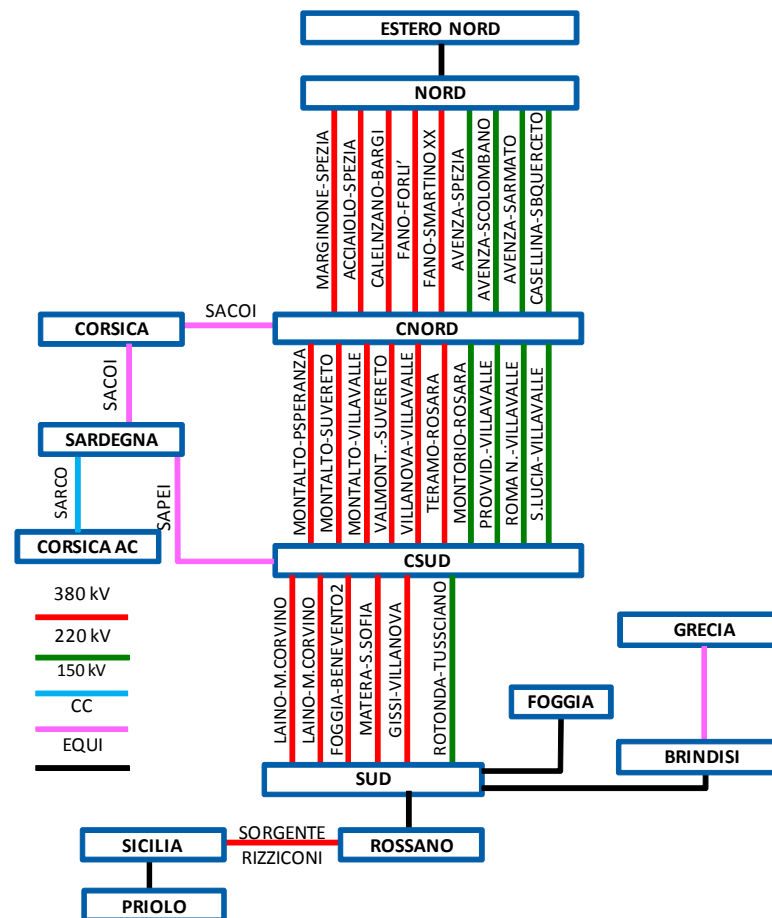 ESTERO NORD
NORD
MARGINONE-SPEZIA
ACCIAIOLO-SPEZIA
CALELNZANO-BARGI
FANO-FORLI’
FANO-SMARTINO XX
AVENZA-SPEZIA
AVENZA-SCOLOMBANO
AVENZA-SARMATO
CASELLINA-SBQUERCETO
SACOI
CORSICA
CNORD
SACOI
MONTALTO-PSPERANZA
MONTALTO-SUVERETO
MONTALTO-VILLAVALLE
VALMONT..-SUVERETO
VILLANOVA-VILLAVALLE
TERAMO-ROSARA
MONTORIO-ROSARA
PROVVID.-VILLAVALLE
ROMA N.-VILLAVALLE
S.LUCIA-VILLAVALLE
SARDEGNA
SARCO
SAPEI
CORSICA AC
CSUD
380 kV
220 kV
150 kV
CC
EQUI
LAINO-M.CORVINO
LAINO-M.CORVINO
FOGGIA-BENEVENTO2
MATERA-S.SOFIA
GISSI-VILLANOVA
ROTONDA-TUSSCIANO
GRECIA
FOGGIA
BRINDISI
SUD
SICILIA
SORGENTE
RIZZICONI
ROSSANO
PRIOLO